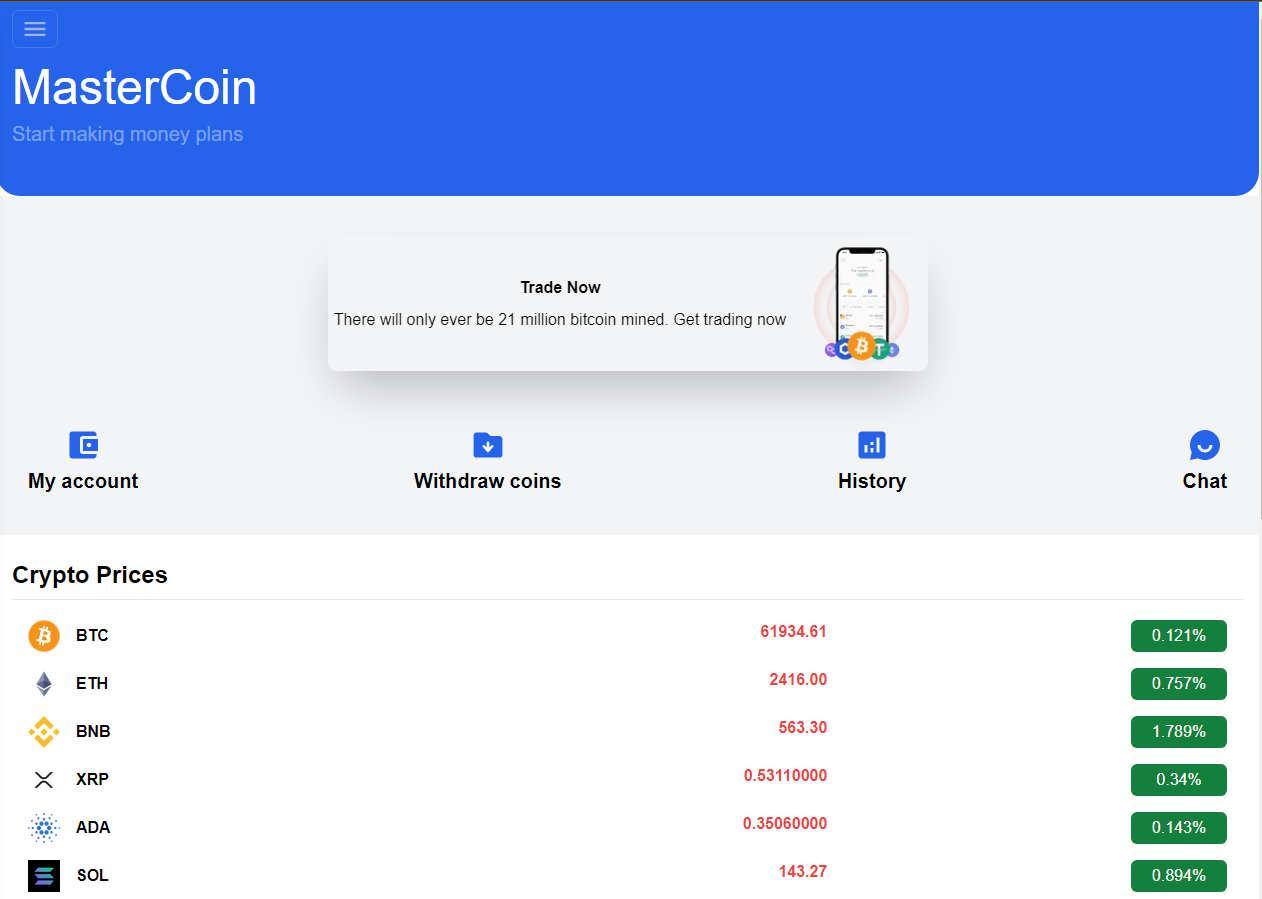 MasterCoin
Start making money plans
Trade Now
There will only ever be 21 million bitcoin mined. Get trading now
My account
Withdraw coins
History
Chat
Crypto Prices
BTC 61934.61 0.121%
ETH 2416.00 0.757%
BNB 563.30 1.789%
XRP 0.53110000 0.34%
ADA 0.35060000 0.143%
SOL 143.27 0.894%